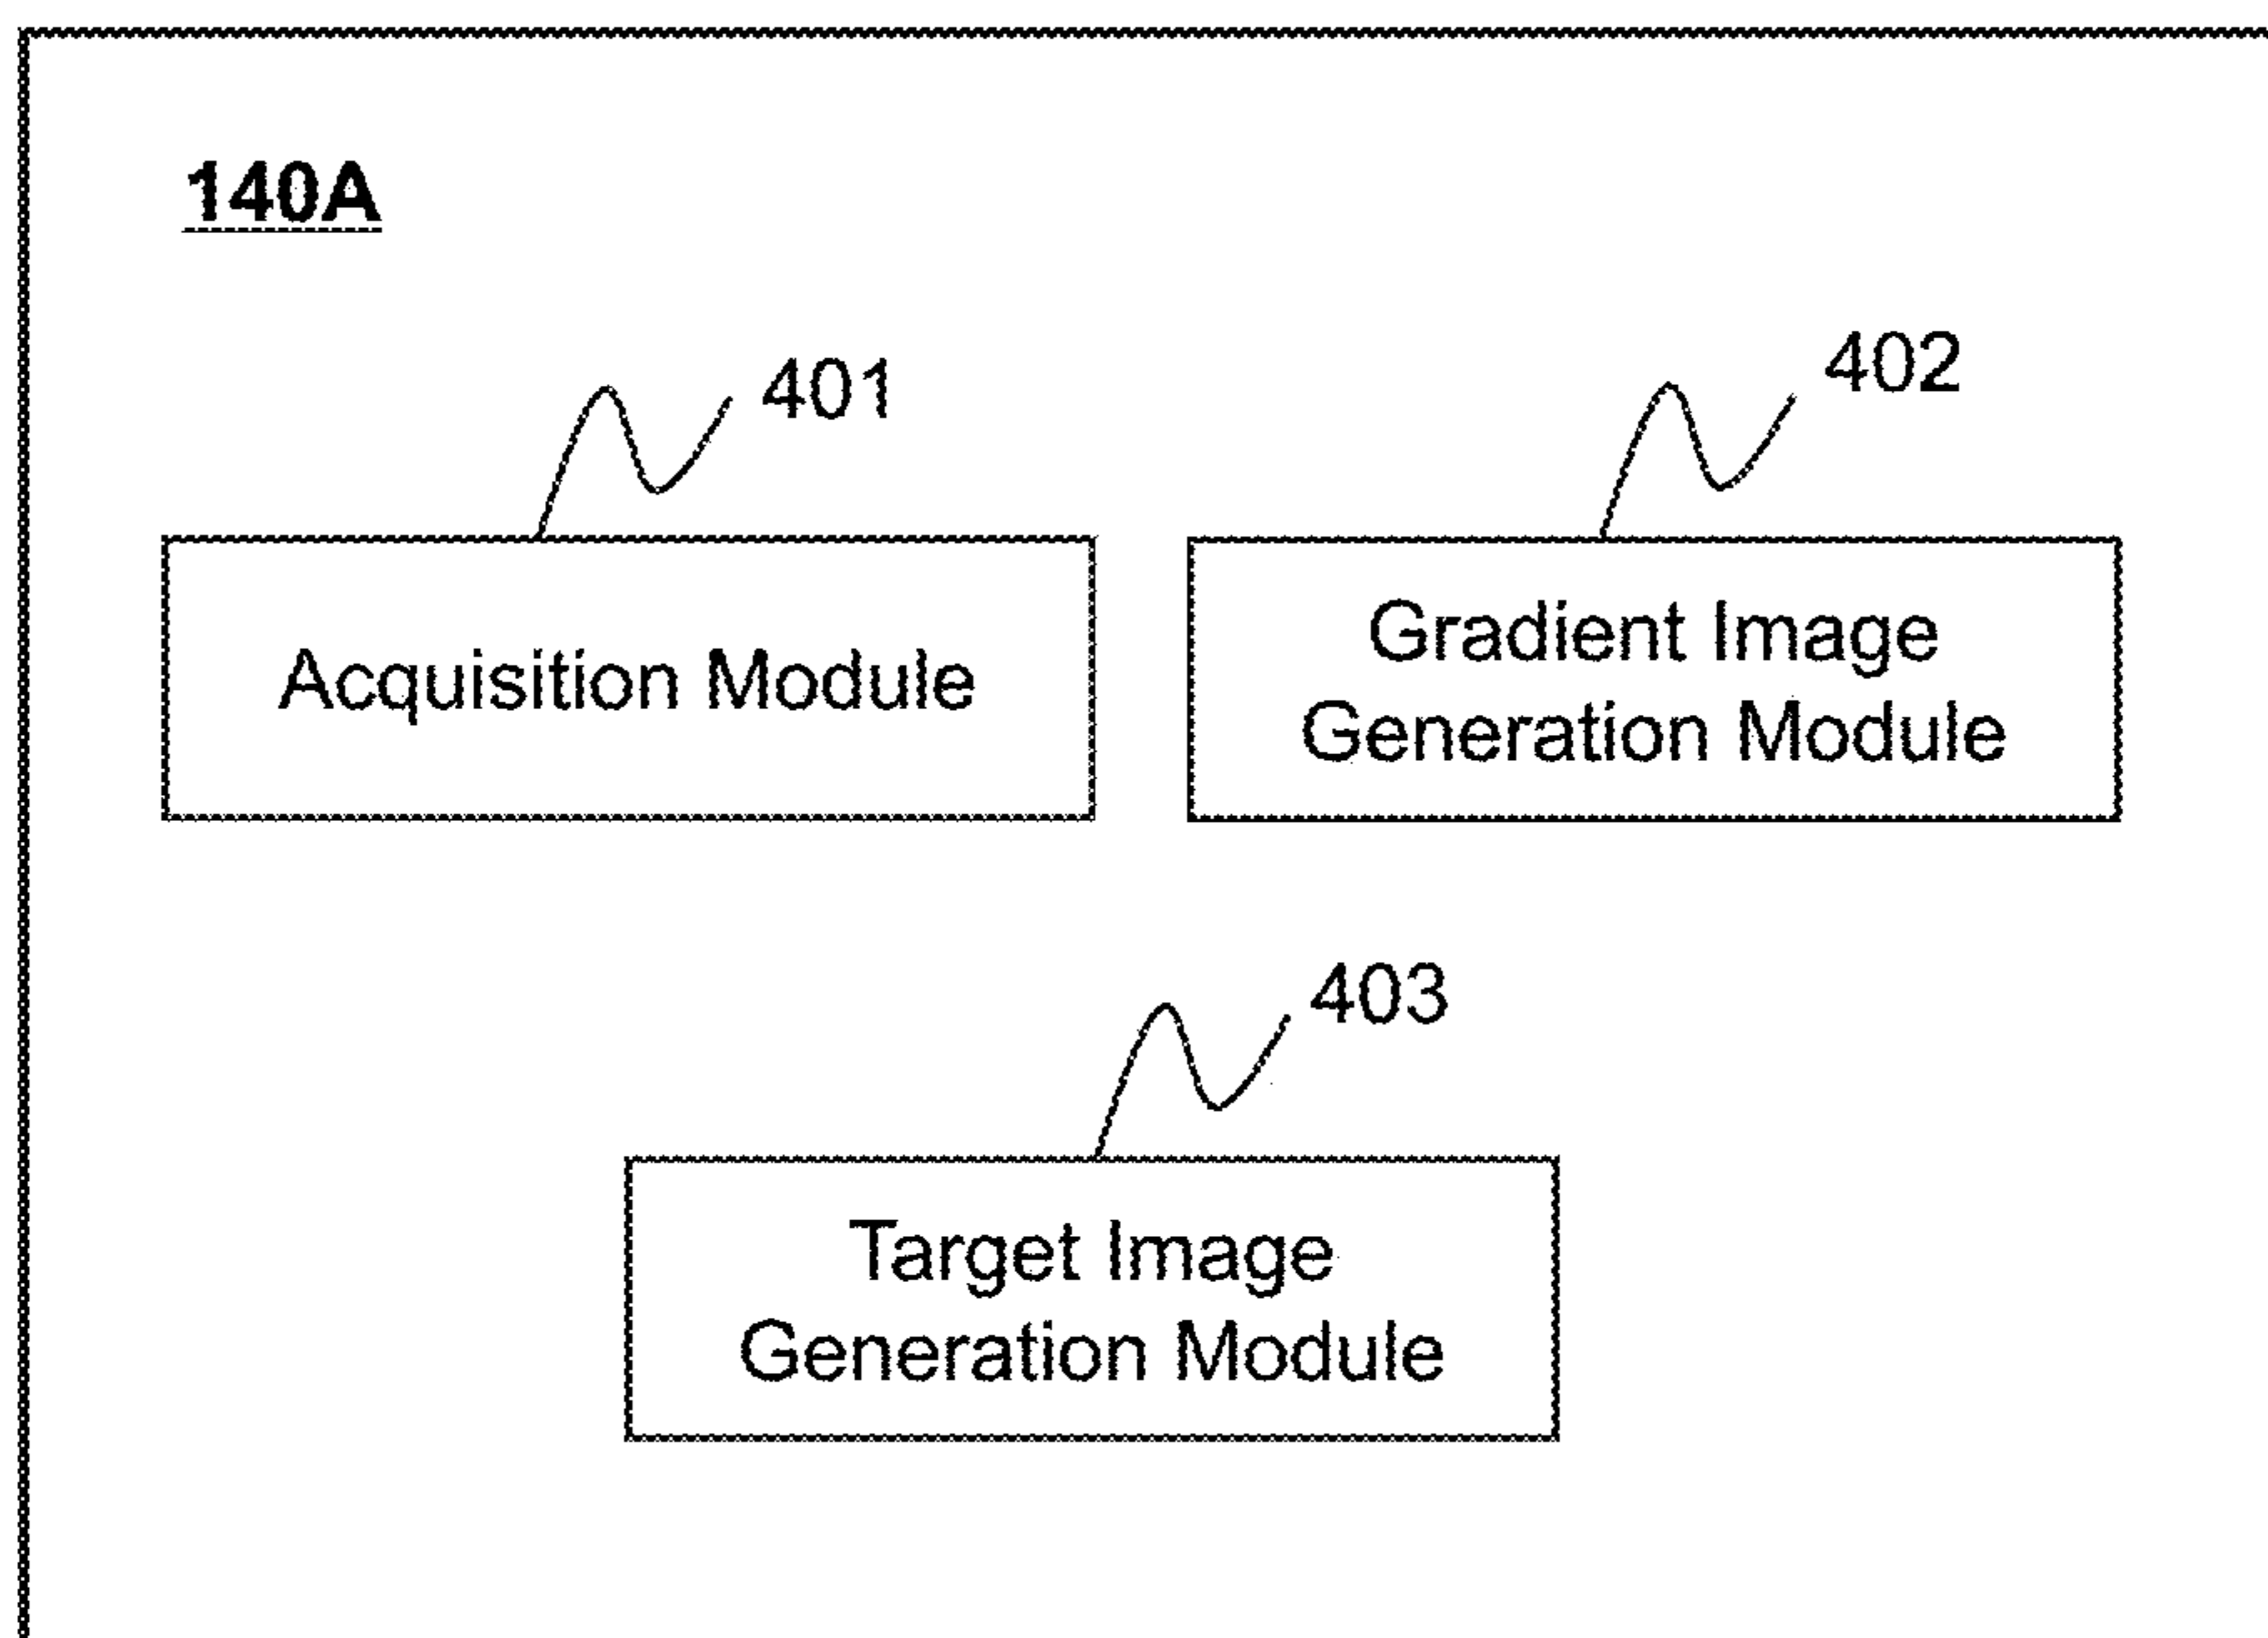 140A
401
402
Acquisition Module
Gradient Image
Generation Module
403
Target Image
Generation Module